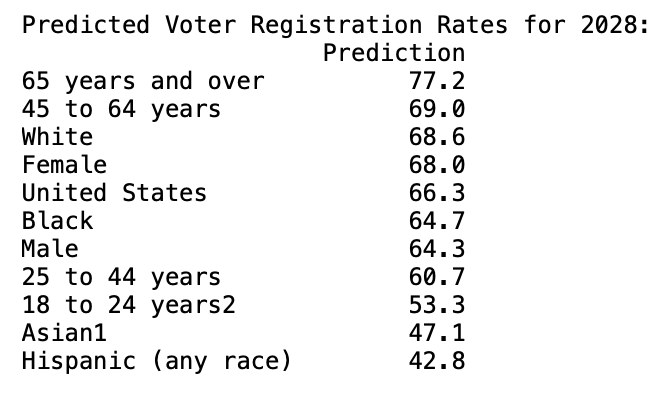 Predicted Voter Registration Rates for 2028:
Prediction
65 years and over 77.2
45 to 64 years 69.0
White 68.6
Female 68.0
United States 66.3
Black 64.7
Male 64.3
25 to 44 years 60.7
18 to 24 years2 53.3
Asian1 47.1
Hispanic (any race) 42.8